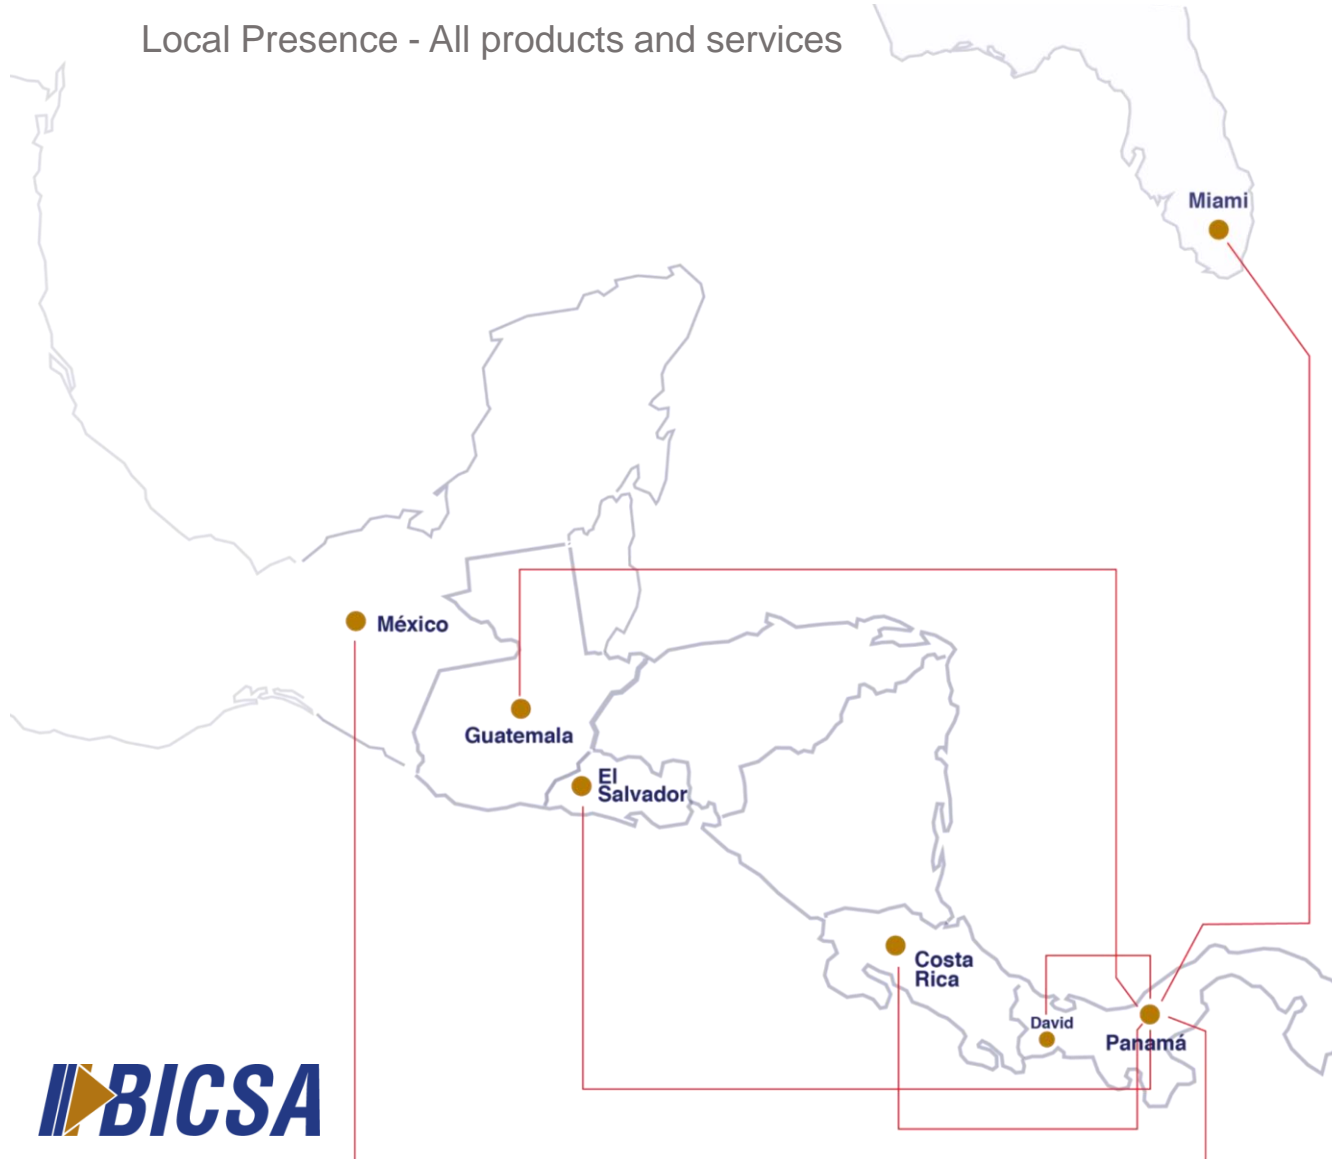 Local Presence - All products and services
Miami
México
Guatemala
El
Salvador
Costa
Rica
David
Panamá
BICSA